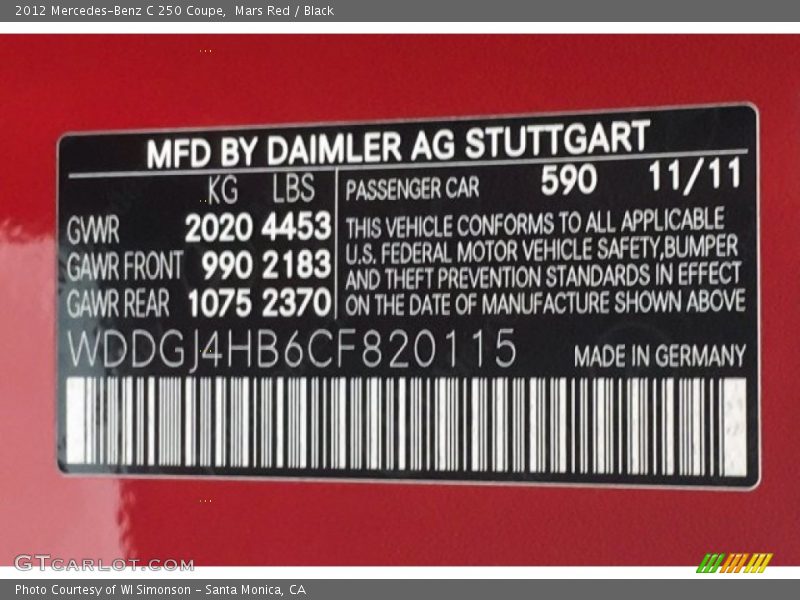 2012 Mercedes-Benz C 250 Coupe, Mars Red / Black
MFD BY DAIMLER AG STUTTGART
KG LBS
GVWR 2020 4453
GAWR FRONT 990 2183
GAWR REAR 1075 2370
PASSENGER CAR 590 11/11
THIS VEHICLE CONFORMS TO ALL APPLICABLE
U.S. FEDERAL MOTOR VEHICLE SAFETY,BUMPER
AND THEFT PREVENTION STANDARDS IN EFFECT
ON THE DATE OF MANUFACTURE SHOWN ABOVE
WDDGJ4HB6CF820115
MADE IN GERMANY
GTCARLOT.COM
Photo Courtesy of WI Simonson - Santa Monica, CA